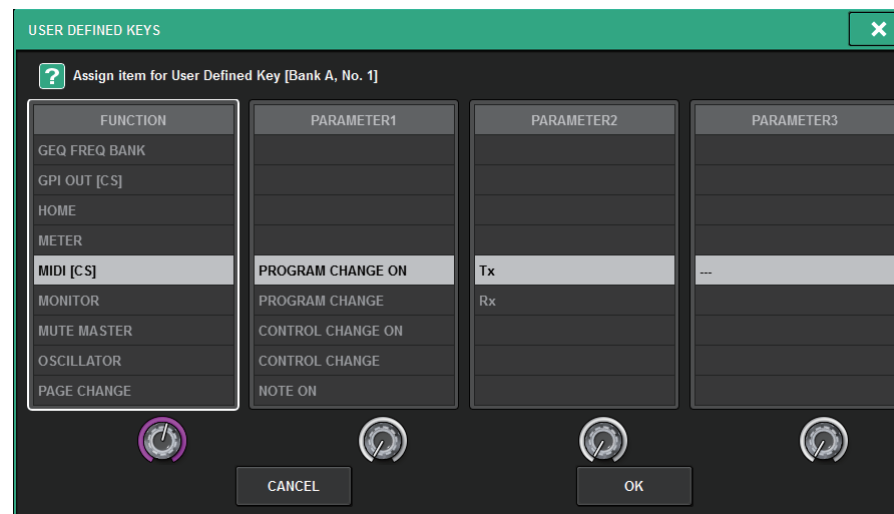 USER DEFINED KEYS
? Assign item for User Defined Key [Bank A, No. 1]
FUNCTION PARAMETER1 PARAMETER2 PARAMETER3
GEQ FREQ BANK
GPI OUT [CS]
HOME
METER
MIDI [CS] PROGRAM CHANGE ON Tx ---
MONITOR PROGRAM CHANGE Rx
MUTE MASTER CONTROL CHANGE ON
OSCILLATOR CONTROL CHANGE
PAGE CHANGE NOTE ON
CANCEL OK